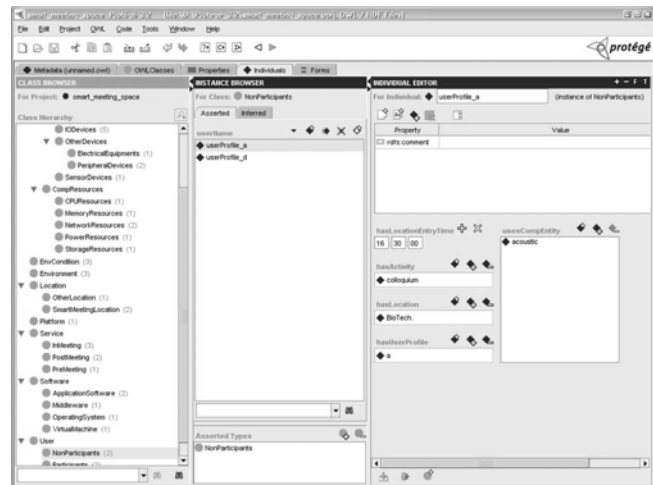 smart_meeting_space Protégé 3.2
File Edit Project OWL Code Tools Window Help
protégé
Metadata (unnamed.owl) OWLClasses Properties Individuals Forms
CLASS BROWSER
For Project: smart_meeting_space
Class Hierarchy
IODevices (5)
OtherDevices
ElectricalEquipments (1)
PeripheralDevices (2)
SensorDevices (1)
CompResources
CPUResources (1)
MemoryResources (1)
NetworkResources (2)
PowerResources (1)
StorageResources (1)
EnvCondition (3)
Environment (3)
Location
OtherLocation (1)
SmartMeetingLocation (2)
Platform (1)
Service
InMeeting (3)
PostMeeting (2)
PreMeeting (1)
Software
ApplicationSoftware (2)
Middleware (1)
OperatingSystem (1)
VirtualMachine (1)
User
NonParticipants (2)
Participants
INSTANCE BROWSER
For Class: NonParticipants
Asserted Inferred
userName
userProfile_a
userProfile_d
Asserted Types
NonParticipants
INDIVIDUAL EDITOR
For Individual: userProfile_a (instance of NonParticipants)
Property Value
rdfs:comment
hasLocationEntryTime
16 : 30 : 00
hasActivity
colloquium
hasLocation
BioTech.
hasUserProfile
a
usesCompEntity
acoustic